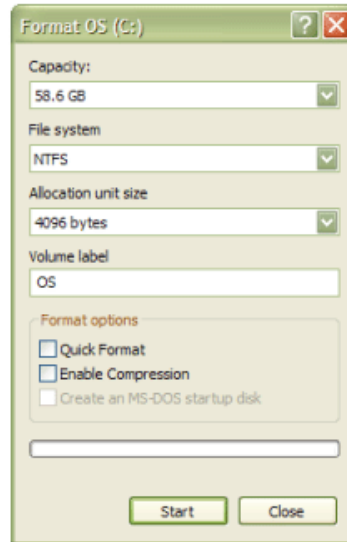 Format OS (C:)
Capacity:
58.6 GB
File system
NTFS
Allocation unit size
4096 bytes
Volume label
OS
Format options
Quick Format
Enable Compression
Create an MS-DOS startup disk
Start
Close